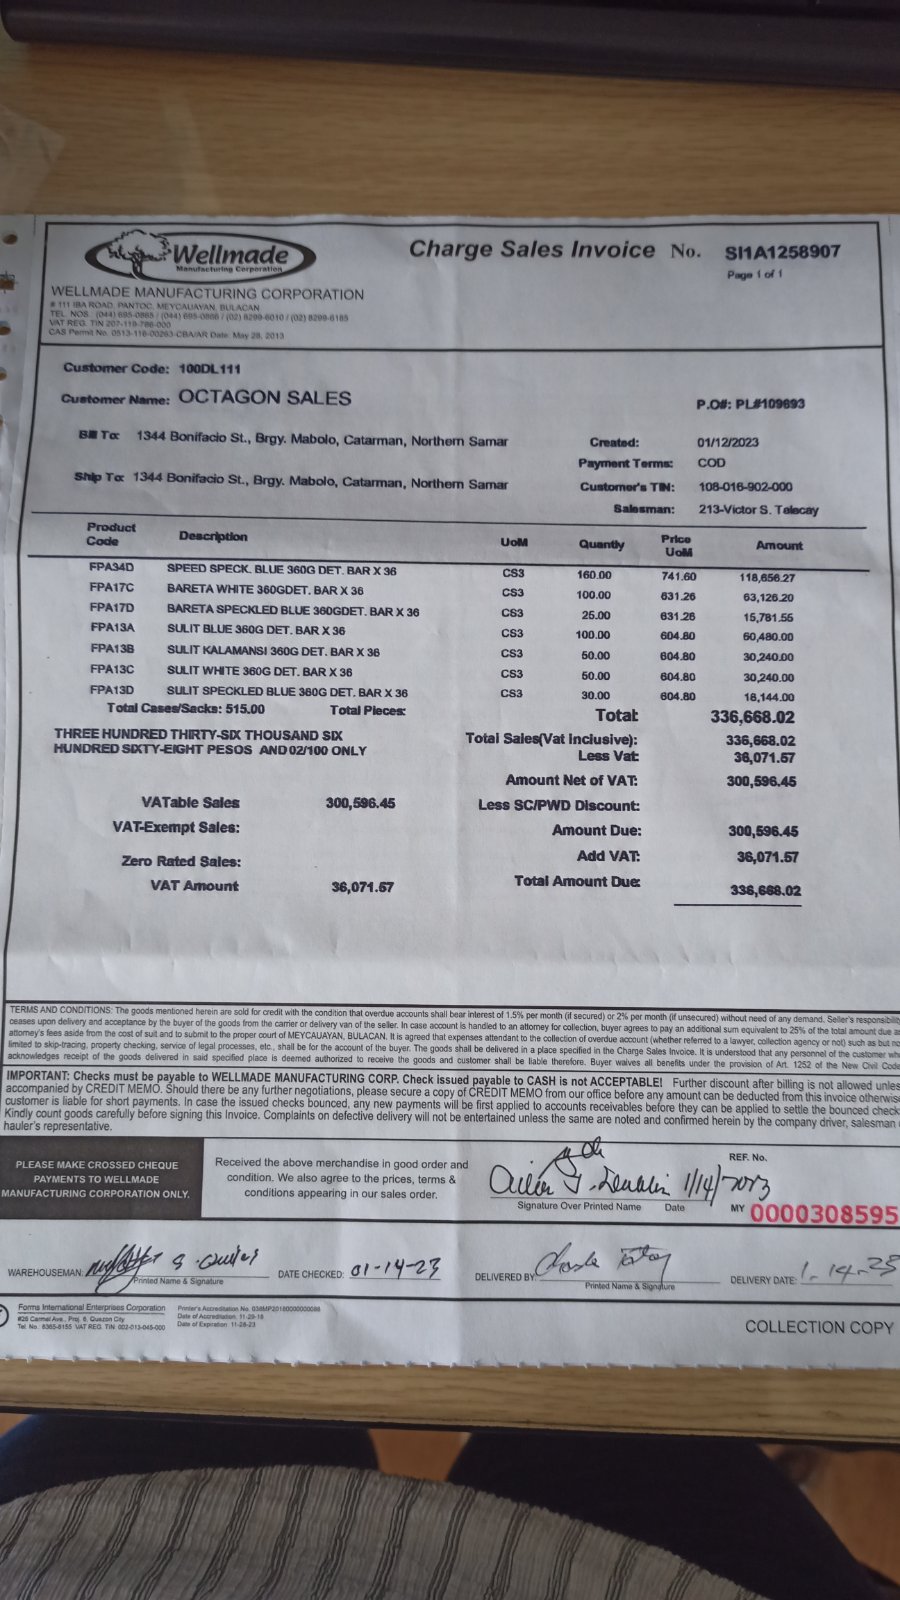 Wellmade
Manufacturing Corporation
Charge Sales Invoice No. SI1A1258907
Page 1 of 1
WELLMADE MANUFACTURING CORPORATION
# 111 IBA ROAD, PANTOC, MEYCAUAYAN, BULACAN
TEL. NOS. (044) 695-0865 / (044) 695-0866 / (02) 8299-6010 / (02) 8299-6185
VAT REG. TIN 207-119-786-000
CAS Permit No. 0513-116-00263-CBA/AR Date: May 28, 2013
Customer Code: 100DL111
Customer Name: OCTAGON SALES
P.O#: PL#109693
Bill To: 1344 Bonifacio St., Brgy. Mabolo, Catarman, Northern Samar
Created: 01/12/2023
Payment Terms: COD
Ship To: 1344 Bonifacio St., Brgy. Mabolo, Catarman, Northern Samar
Customer's TIN: 108-016-902-000
Salesman: 213-Victor S. Talecay
Product Code Description UoM Quantity Price UoM Amount
FPA34D SPEED SPECK. BLUE 360G DET. BAR X 36 CS3 160.00 741.60 118,656.27
FPA17C BARETA WHITE 360GDET. BAR X 36 CS3 100.00 631.26 63,126.20
FPA17D BARETA SPECKLED BLUE 360GDET. BAR X 36 CS3 25.00 631.26 15,781.55
FPA13A SULIT BLUE 360G DET. BAR X 36 CS3 100.00 604.80 60,480.00
FPA13B SULIT KALAMANSI 360G DET. BAR X 36 CS3 50.00 604.80 30,240.00
FPA13C SULIT WHITE 360G DET. BAR X 36 CS3 50.00 604.80 30,240.00
FPA13D SULIT SPECKLED BLUE 360G DET. BAR X 36 CS3 30.00 604.80 18,144.00
Total Cases/Sacks: 515.00 Total Pieces:
Total: 336,668.02
THREE HUNDRED THIRTY-SIX THOUSAND SIX
HUNDRED SIXTY-EIGHT PESOS AND 02/100 ONLY
Total Sales(Vat Inclusive): 336,668.02
Less Vat: 36,071.57
Amount Net of VAT: 300,596.45
VATable Sales 300,596.45
Less SC/PWD Discount:
VAT-Exempt Sales:
Amount Due: 300,596.45
Zero Rated Sales:
Add VAT: 36,071.57
VAT Amount 36,071.57
Total Amount Due: 336,668.02
TERMS AND CONDITIONS: The goods mentioned herein are sold for credit with the condition that overdue accounts shall bear interest of 1.5% per month (if secured) or 2% per month (if unsecured) without need of any demand. Seller's
ceases upon delivery and acceptance by the buyer of the goods from the carrier or delivery van of the seller. In case account is handled to an attorney for collection, buyer agrees to pay an additional sum equivalent to 25% of the total amount due
attorney's fees aside from the cost of suit and to submit to the proper court of MEYCAUAYAN, BULACAN. It is agreed that expenses attendant to the collection of overdue account (whether referred to a lawyer, collection agency or not) such as but
limited to skip-tracing, property checking, service of legal processes, etc., shall be for the account of the buyer. The goods shall be delivered in a place specified in the Charge Sales Invoice. It is understood that any personnel of the customer
acknowledges receipt of the goods delivered in said specified place is deemed authorized to receive the goods and customer shall be liable therefore. Buyer waives all benefits under the provision of Art. 1252 of the New Civil Code
IMPORTANT: Checks must be payable to WELLMADE MANUFACTURING CORP. Check issued payable to CASH is not ACCEPTABLE! Further discount after billing is not allowed
accompanied by CREDIT MEMO. Should there be any further negotiations, please secure a copy of CREDIT MEMO from our office before any amount can be deducted from this invoice
customer is liable for short payments. In case the issued checks bounced, any new payments will be first applied to accounts receivables before they can be applied to settle the bounced
Kindly count goods carefully before signing this Invoice. Complaints on defective delivery will not be entertained unless the same are noted and confirmed herein by the company driver, salesman
hauler's representative.
PLEASE MAKE CROSSED CHEQUE
PAYMENTS TO WELLMADE
MANUFACTURING CORPORATION ONLY.
Received the above merchandise in good order and
condition. We also agree to the prices, terms &
conditions appearing in our sales order.
1/14/2023
Signature Over Printed Name Date
REF. No.
MY 0000308595
WAREHOUSEMAN:
Printed Name & Signature
DATE CHECKED: 01-14-23
DELIVERED BY:
Printed Name & Signature
DELIVERY DATE: 1-14-23
Forms International Enterprises Corporation
#26 Carmel Ave., Proj. 6, Quezon City
Tel. No. 8365-8155 VAT REG. TIN 002-013-045-000
Printer's Accreditation No. 038MP20180000000088
Date of Accreditation: 11-29-18
Date of Expiration: 11-28-23
COLLECTION COPY